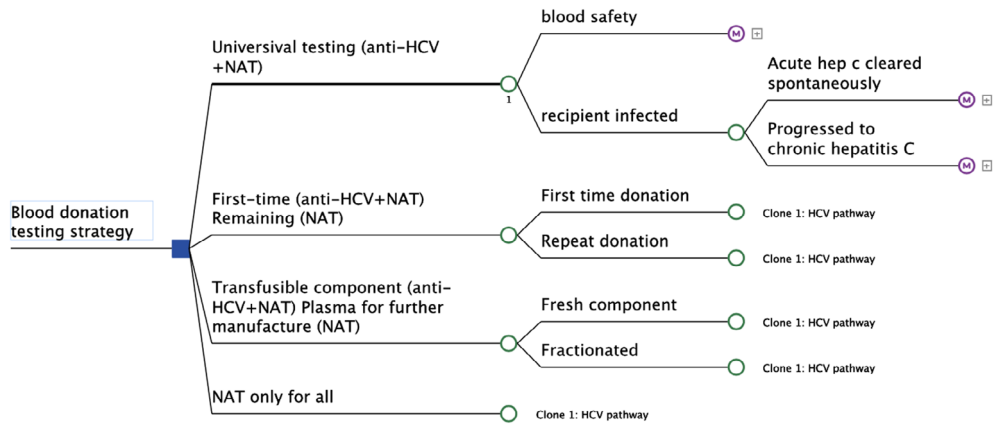 blood safety
M
Universival testing (anti-HCV
+NAT)
1
Acute hep c cleared
spontaneously
M
recipient infected
Progressed to
chronic hepatitis C
M
First-time (anti-HCV+NAT)
Remaining (NAT)
First time donation
Clone 1: HCV pathway
Repeat donation
Clone 1: HCV pathway
Blood donation
testing strategy
Transfusible component (anti-
HCV+NAT) Plasma for further
manufacture (NAT)
Fresh component
Clone 1: HCV pathway
Fractionated
Clone 1: HCV pathway
NAT only for all
Clone 1: HCV pathway